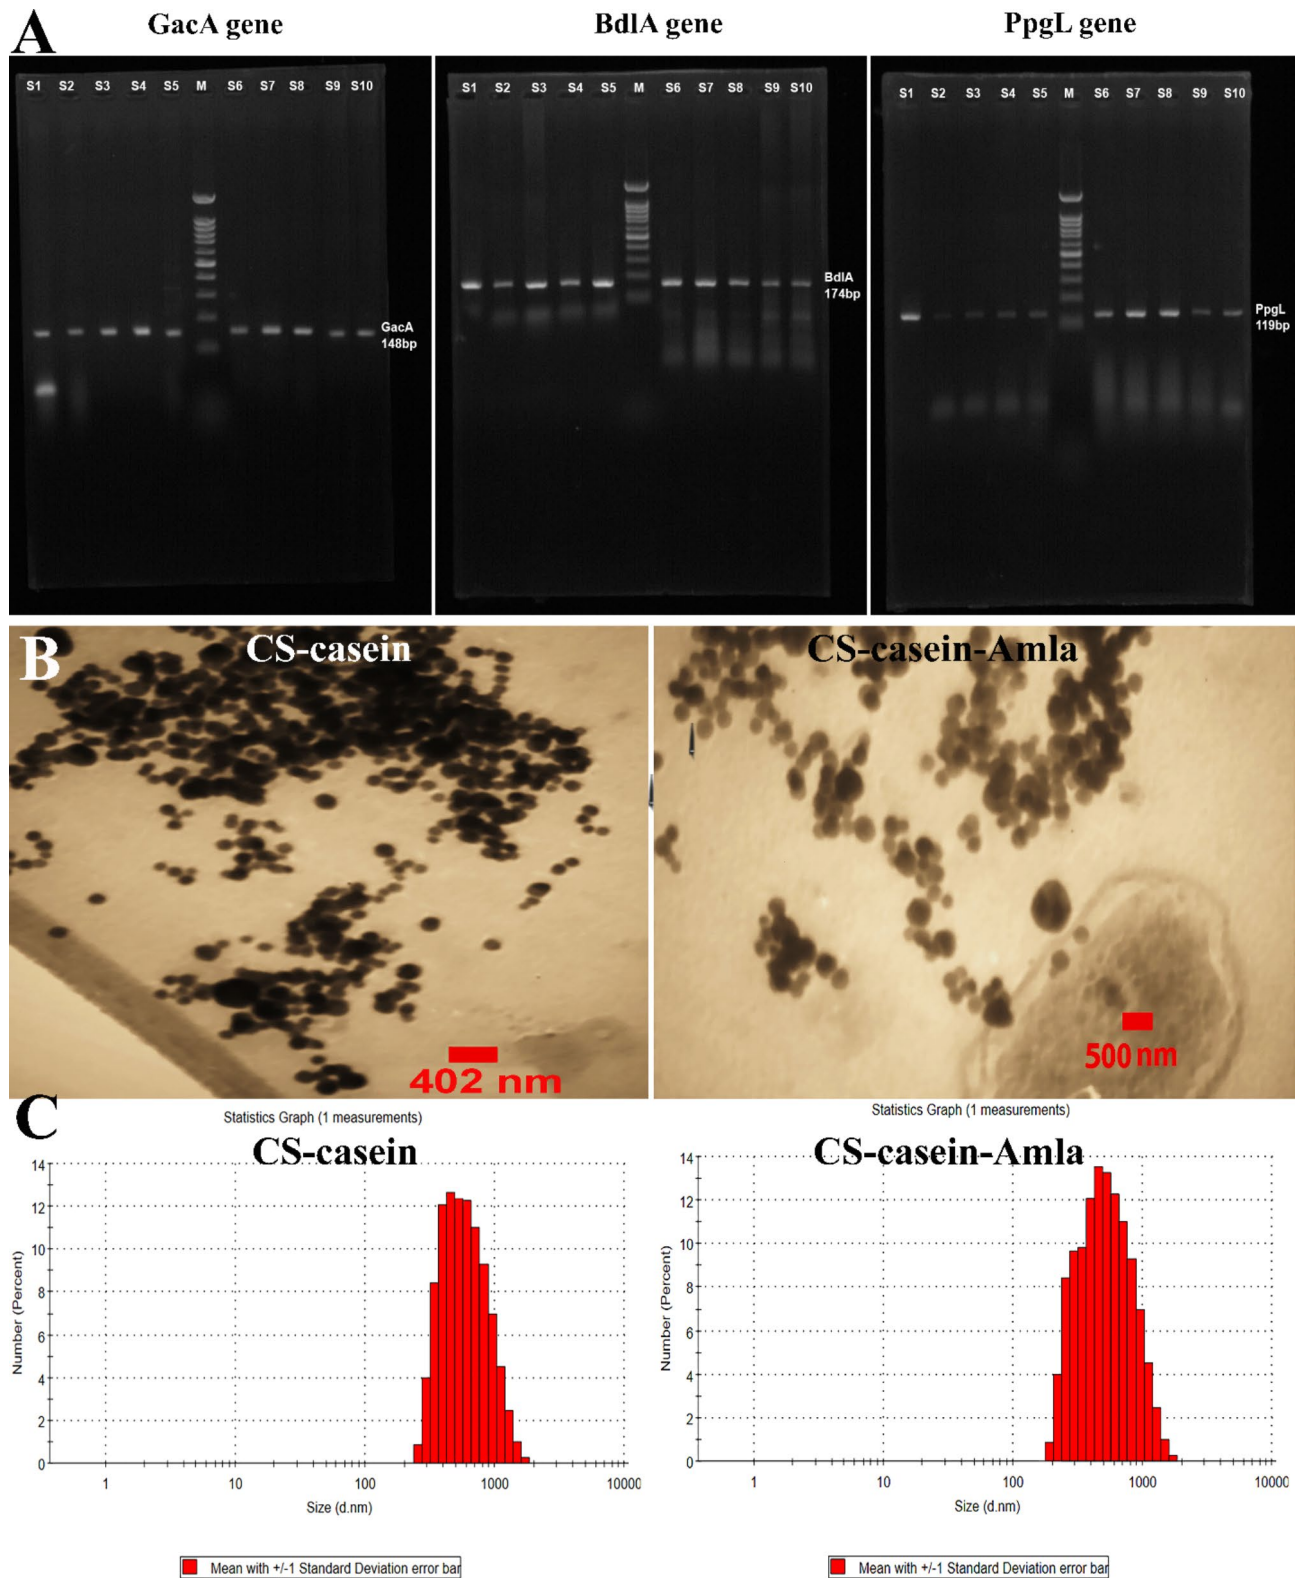 A
GacA gene
BdlA gene
PpgL gene
S1 S2 S3 S4 S5 M S6 S7 S8 S9 S10
S1 S2 S3 S4 S5 M S6 S7 S8 S9 S10
S1 S2 S3 S4 S5 M S6 S7 S8 S9 S10
GacA
148bp
BdlA
174bp
PpgL
119bp
B
CS-casein
CS-casein-Amla
402 nm
500 nm
C
Statistics Graph (1 measurements)
Statistics Graph (1 measurements)
CS-casein
CS-casein-Amla
Number (Percent)
14
12
10
8
6
4
2
0
1 10 100 1000 10000
Size (d.nm)
Mean with +/-1 Standard Deviation error bar
Number (Percent)
14
12
10
8
6
4
2
0
1 10 100 1000 10000
Size (d.nm)
Mean with +/-1 Standard Deviation error bar